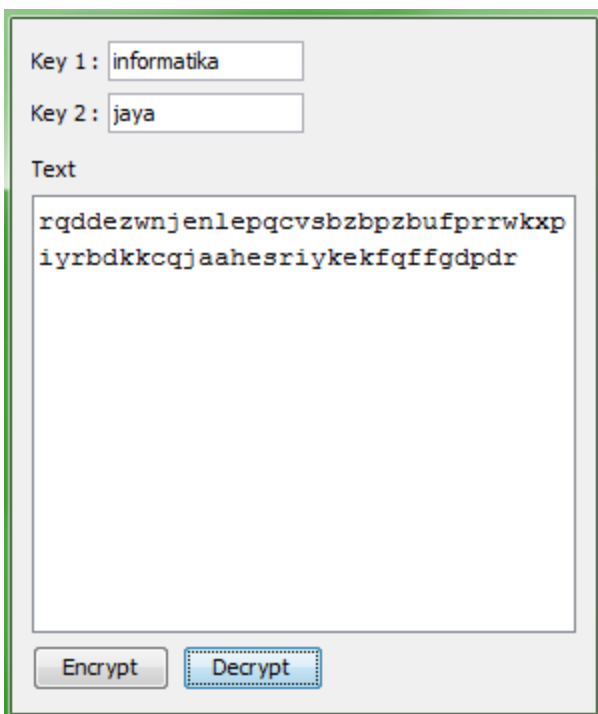 Key 1 : informatika
Key 2 : jaya
Text
rqddezwnjenlepqcvsbzbpzbufprrwkxp
iyrbdkkcqjaahesriykekfqffgdpdr
Encrypt Decrypt